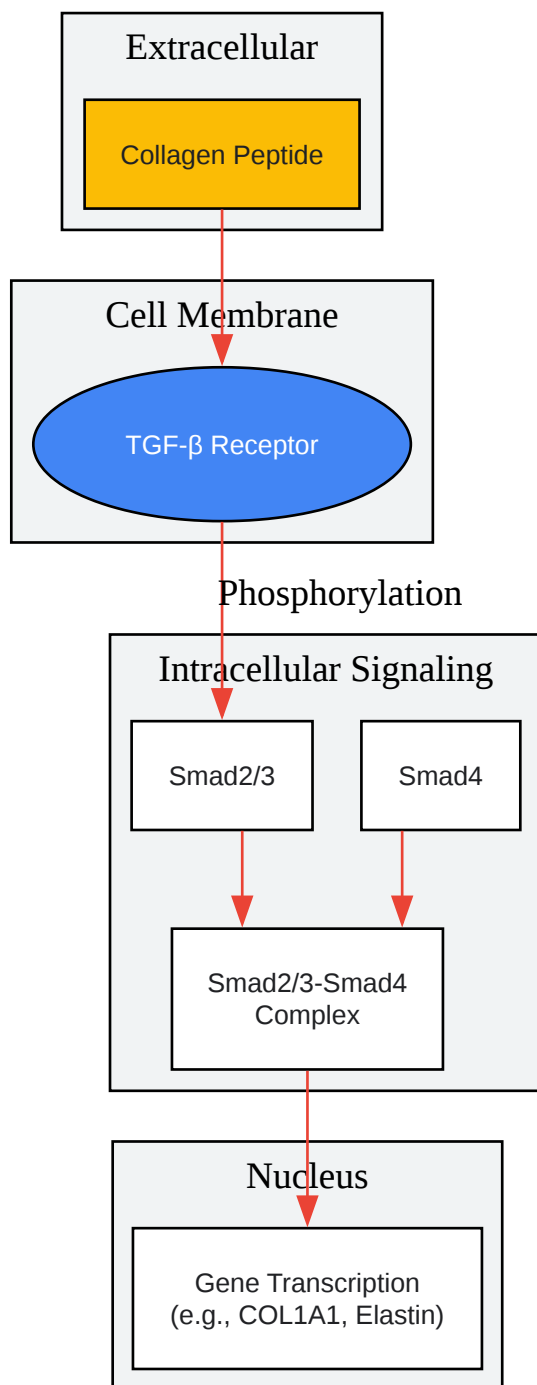 Extracellular
Collagen Peptide
Cell Membrane
TGF-β Receptor
Phosphorylation
Intracellular Signaling
Smad2/3
Smad4
Smad2/3-Smad4
Complex
Nucleus
Gene Transcription
(e.g., COL1A1, Elastin)